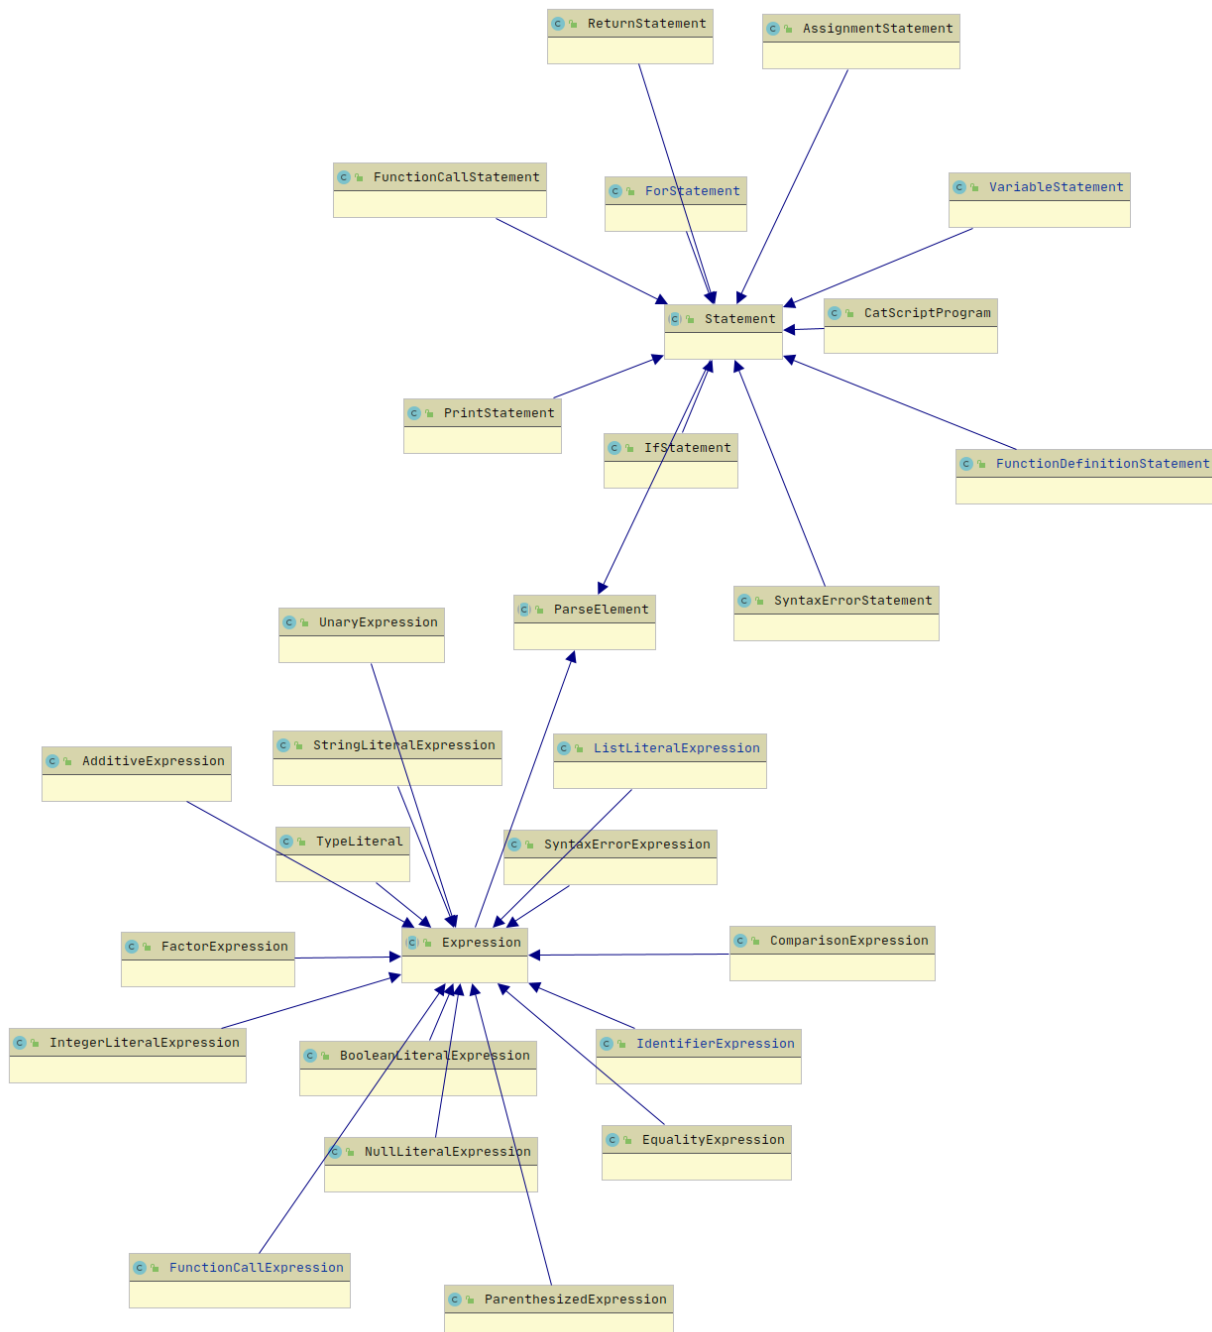 ReturnStatement
AssignmentStatement
FunctionCallStatement
ForStatement
VariableStatement
Statement
CatScriptProgram
PrintStatement
IfStatement
FunctionDefinitionStatement
ParseElement
SyntaxErrorStatement
UnaryExpression
StringLiteralExpression
ListLiteralExpression
AdditiveExpression
TypeLiteral
SyntaxErrorExpression
FactorExpression
Expression
ComparisonExpression
IntegerLiteralExpression
BooleanLiteralExpression
IdentifierExpression
NullLiteralExpression
EqualityExpression
FunctionCallExpression
ParenthesizedExpression